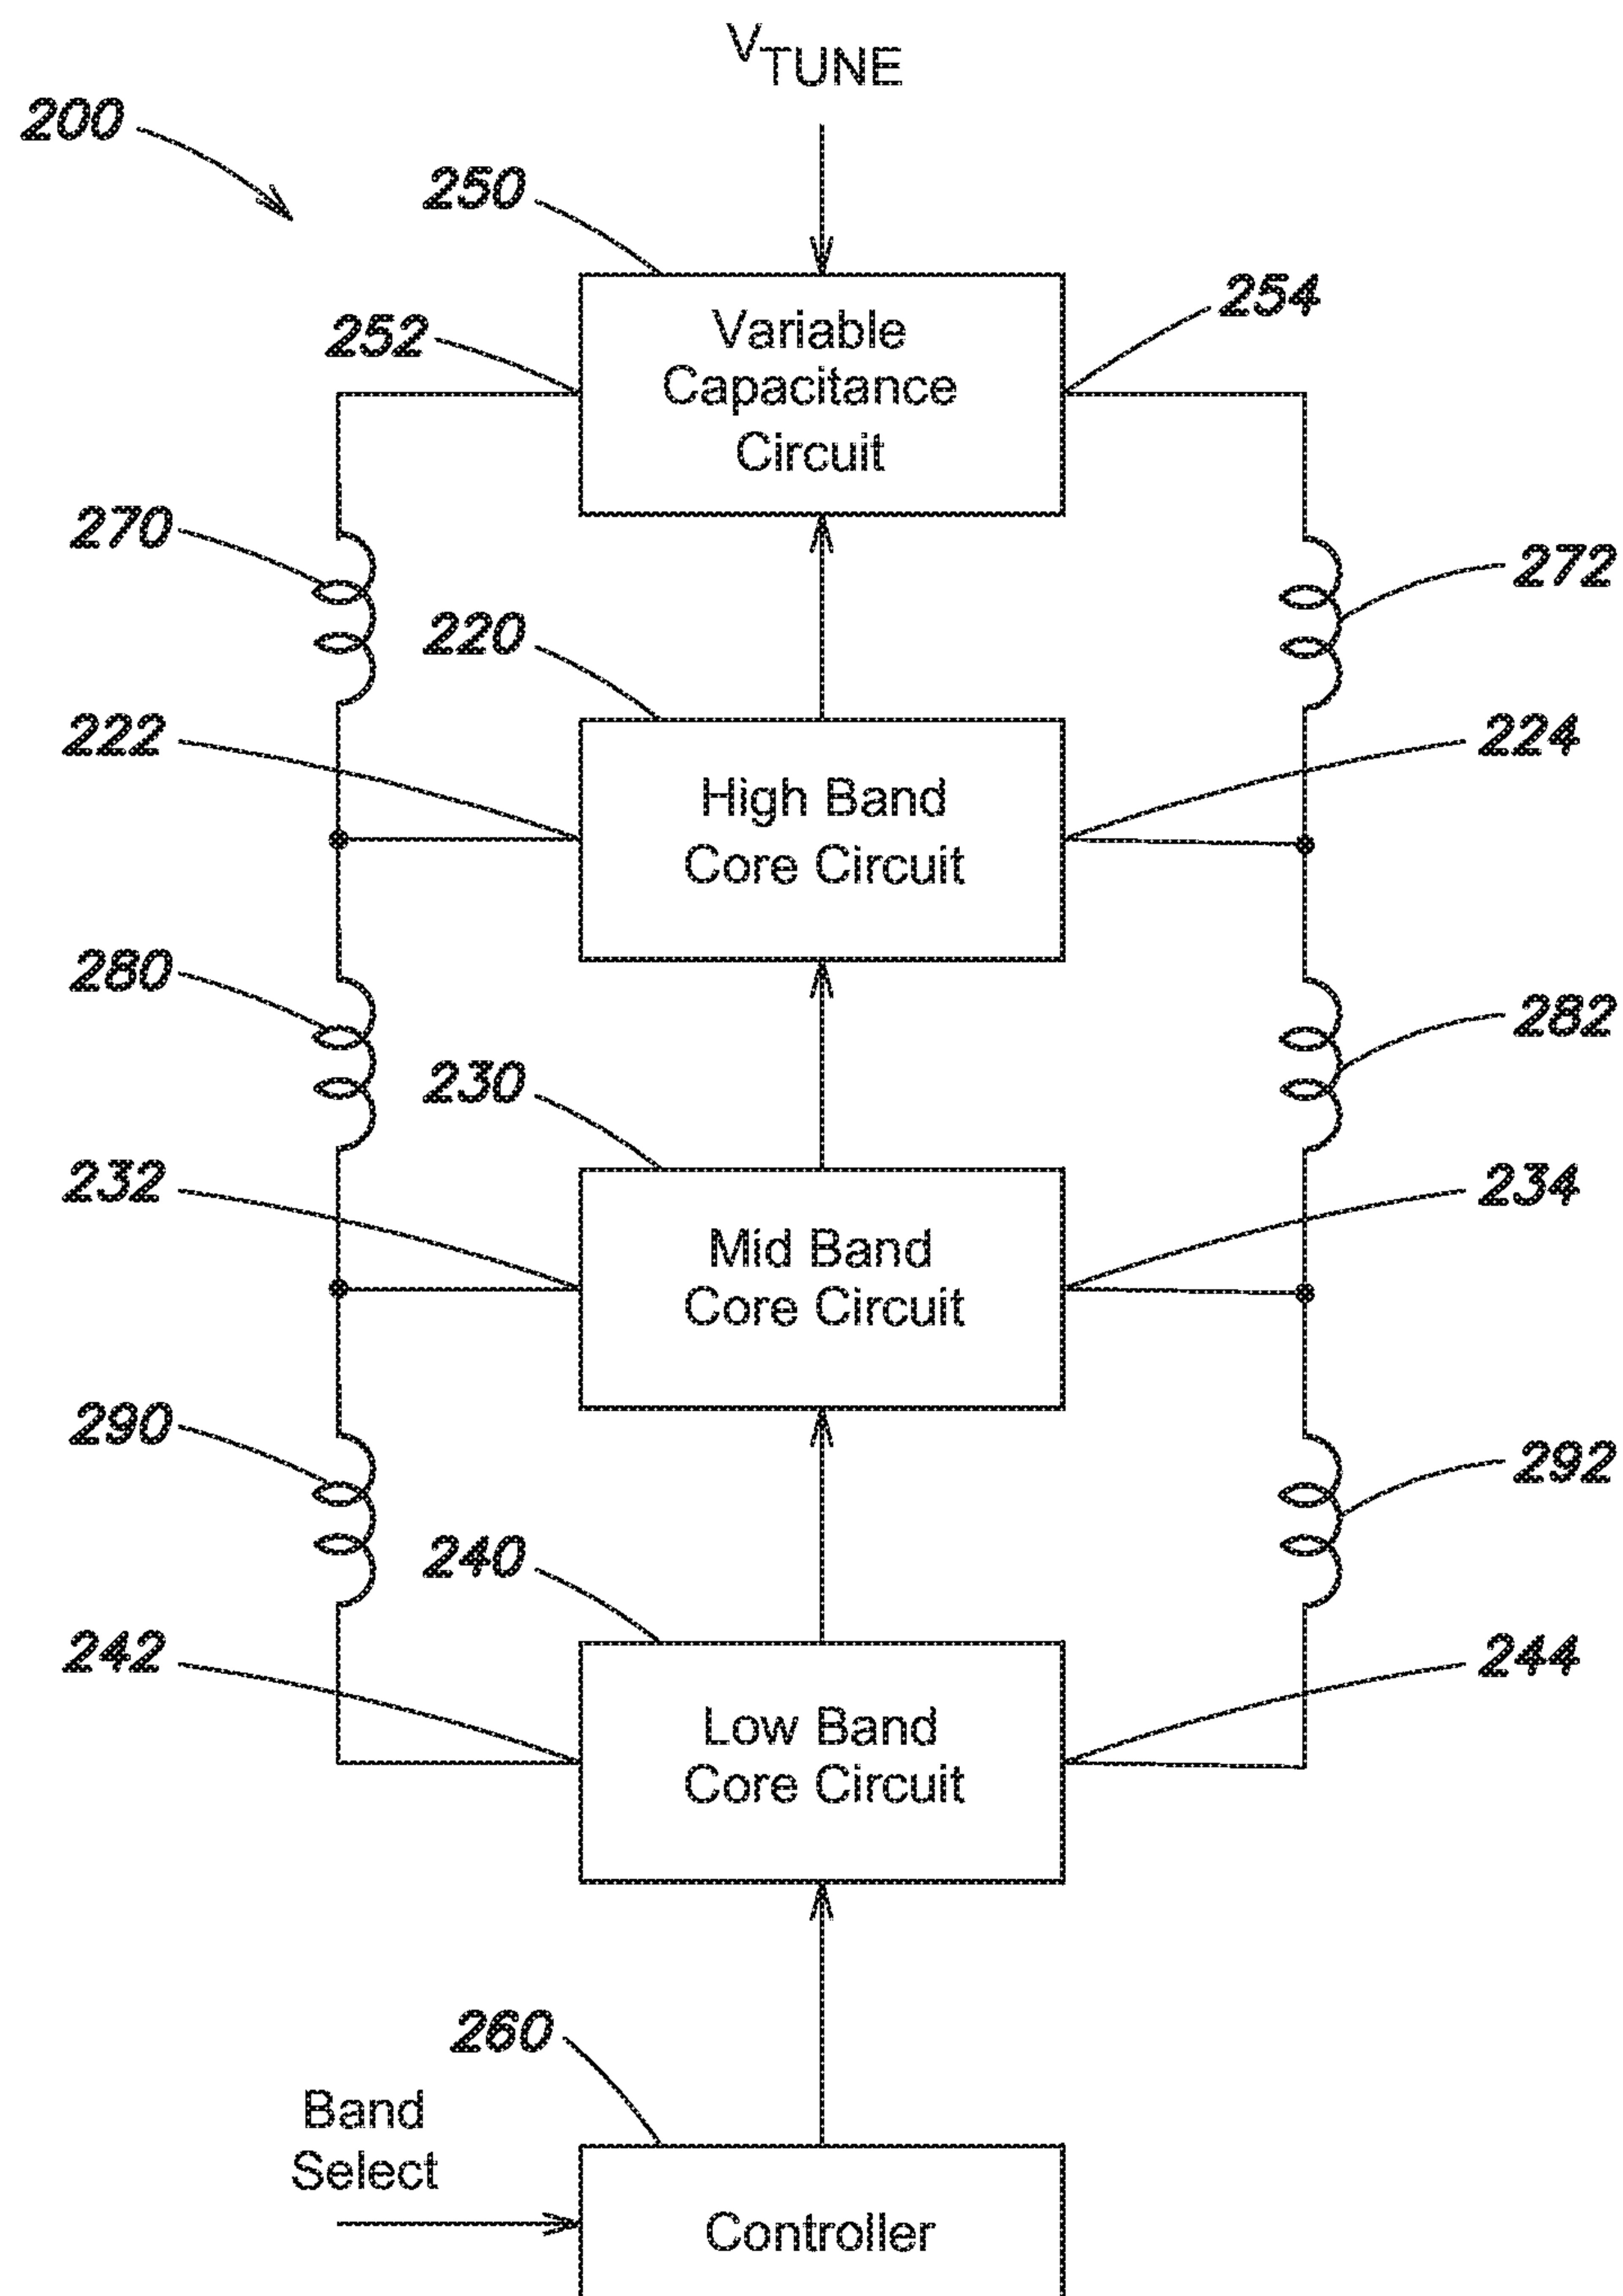 VTUNE
200
250
254
252
Variable
Capacitance
Circuit
270
272
220
222
224
High Band
Core Circuit
280
282
230
232
234
Mid Band
Core Circuit
290
292
240
242
244
Low Band
Core Circuit
260
Band
Select
Controller